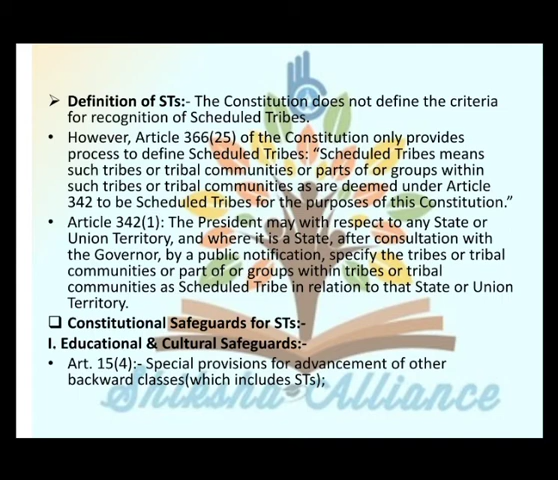 ➢ Definition of STs:- The Constitution does not define the criteria
for recognition of Scheduled Tribes.
• However, Article 366(25) of the Constitution only provides
process to define Scheduled Tribes: “Scheduled Tribes means
such tribes or tribal communities or parts of or groups within
such tribes or tribal communities as are deemed under Article
342 to be Scheduled Tribes for the purposes of this Constitution.”
• Article 342(1): The President may with respect to any State or
Union Territory, and where it is a State, after consultation with
the Governor, by a public notification, specify the tribes or tribal
communities or part of or groups within tribes or tribal
communities as Scheduled Tribe in relation to that State or Union
Territory.
❑ Constitutional Safeguards for STs:-
I. Educational & Cultural Safeguards:-
• Art. 15(4):- Special provisions for advancement of other
backward classes(which includes STs);
Shiksha Alliance